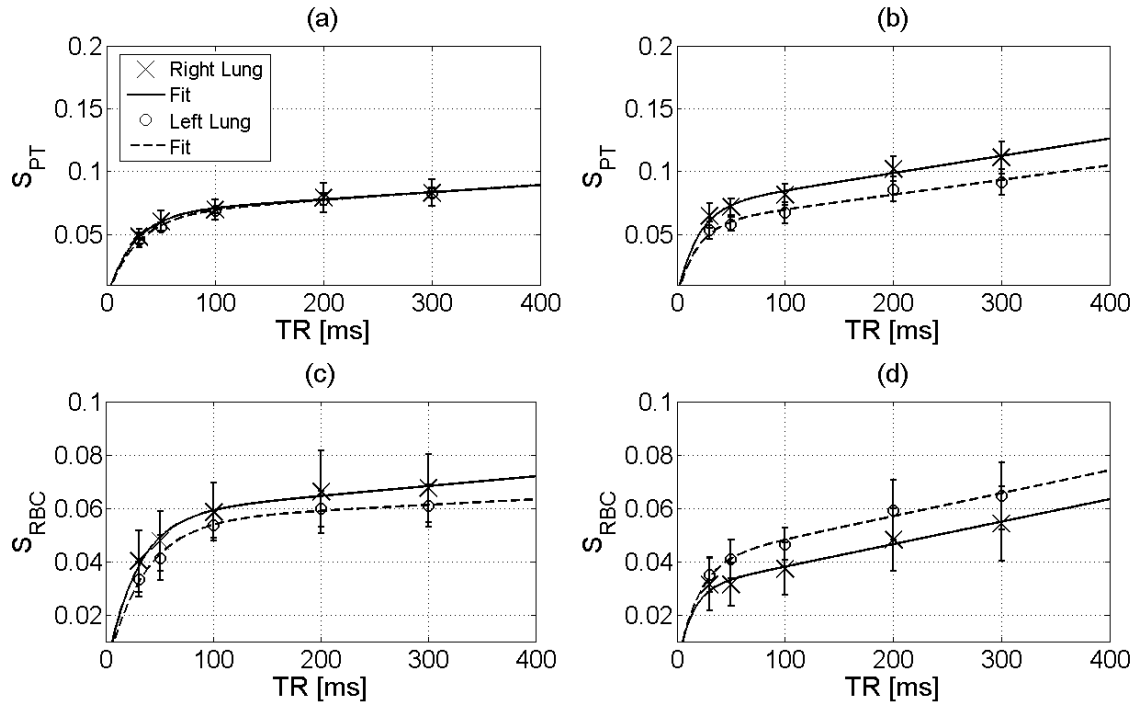 (a)
0.2
0.15
0.1
0.05
0 100 200 300 400
S_PT
TR [ms]
Right Lung
Fit
Left Lung
Fit
(b)
0.2
0.15
0.1
0.05
0 100 200 300 400
S_PT
TR [ms]
(c)
0.1
0.08
0.06
0.04
0.02
0 100 200 300 400
S_RBC
TR [ms]
(d)
0.1
0.08
0.06
0.04
0.02
0 100 200 300 400
S_RBC
TR [ms]